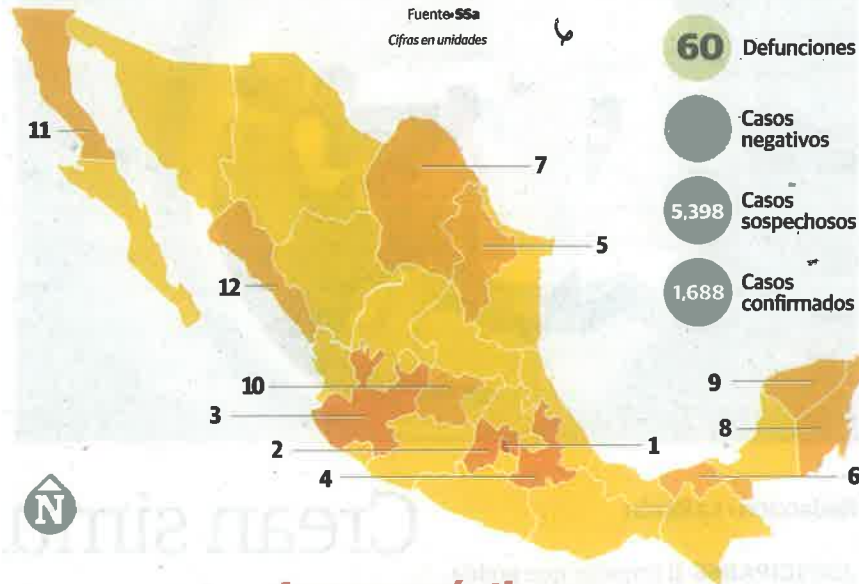 Fuente•SSa
Cifras en unidades
60 Defunciones
Casos
negativos
5,398 Casos
sospechosos
1,688 Casos
confirmados
11
7
5
12
10
3
2
4
9
8
1
6
N
Crean sima